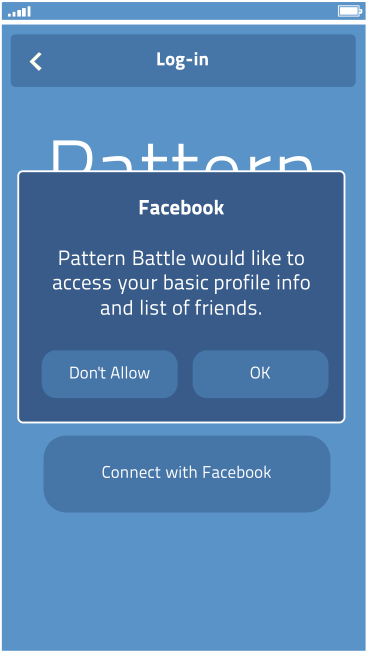 Log-in
Pattern
Facebook
Pattern Battle would like to
access your basic profile info
and list of friends.
Don't Allow
OK
Connect with Facebook